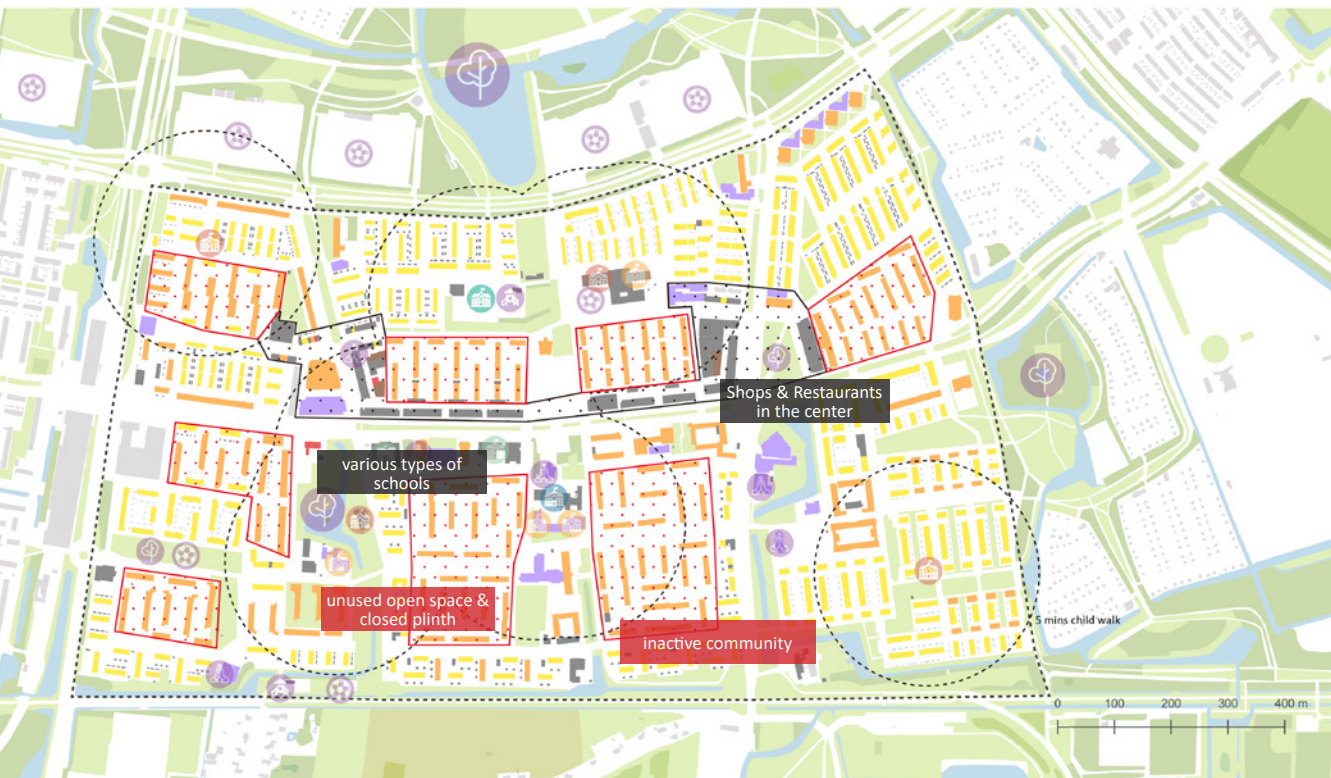 Shops & Restaurants
in the center
various types of
schools
unused open space &
closed plinth
inactive community
5 mins child walk
0 100 200 300 400 m